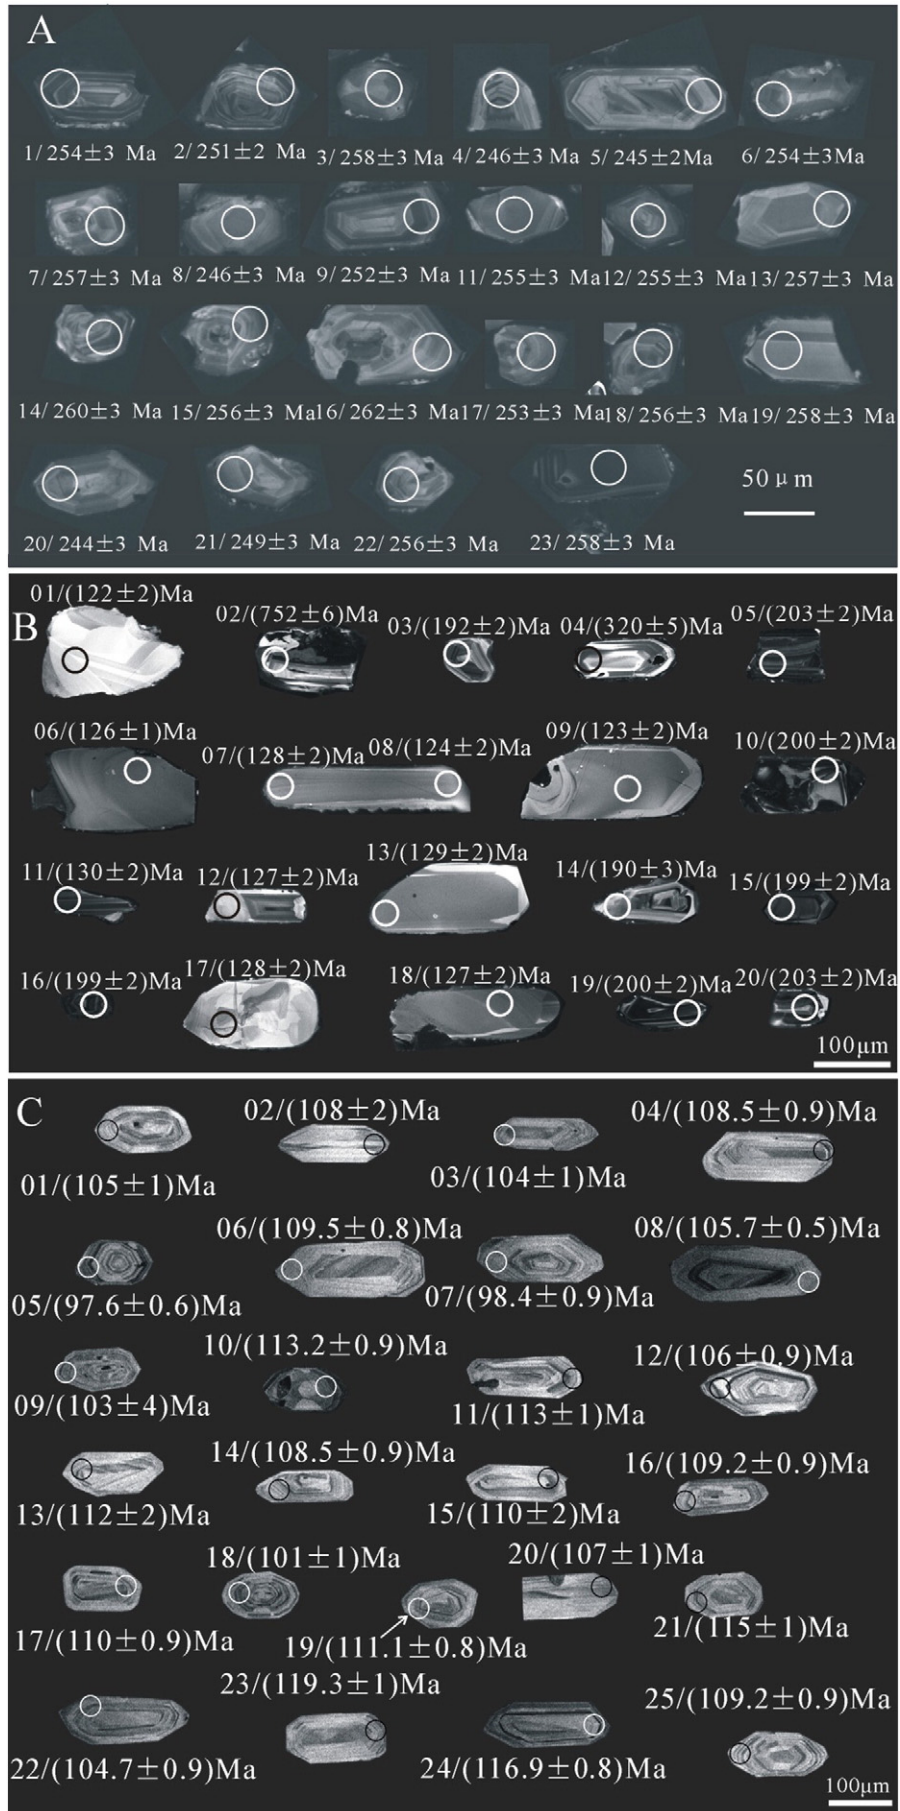 A
1/254±3 Ma
2/251±2 Ma
3/258±3 Ma
4/246±3 Ma
5/245±2Ma
6/254±3Ma
7/257±3 Ma
8/246±3 Ma
9/252±3 Ma
11/255±3 Ma
12/255±3 Ma
13/257±3 Ma
14/260±3 Ma
15/256±3 Ma
16/262±3 Ma
17/253±3 Ma
18/256±3 Ma
19/258±3 Ma
20/244±3 Ma
21/249±3 Ma
22/256±3 Ma
23/258±3 Ma
50 μm
B
01/(122±2)Ma
02/(752±6)Ma
03/(192±2)Ma
04/(320±5)Ma
05/(203±2)Ma
06/(126±1)Ma
07/(128±2)Ma
08/(124±2)Ma
09/(123±2)Ma
10/(200±2)Ma
11/(130±2)Ma
12/(127±2)Ma
13/(129±2)Ma
14/(190±3)Ma
15/(199±2)Ma
16/(199±2)Ma
17/(128±2)Ma
18/(127±2)Ma
19/(200±2)Ma
20/(203±2)Ma
100μm
C
01/(105±1)Ma
02/(108±2)Ma
03/(104±1)Ma
04/(108.5±0.9)Ma
05/(97.6±0.6)Ma
06/(109.5±0.8)Ma
07/(98.4±0.9)Ma
08/(105.7±0.5)Ma
09/(103±4)Ma
10/(113.2±0.9)Ma
11/(113±1)Ma
12/(106±0.9)Ma
13/(112±2)Ma
14/(108.5±0.9)Ma
15/(110±2)Ma
16/(109.2±0.9)Ma
17/(110±0.9)Ma
18/(101±1)Ma
19/(111.1±0.8)Ma
20/(107±1)Ma
21/(115±1)Ma
22/(104.7±0.9)Ma
23/(119.3±1)Ma
24/(116.9±0.8)Ma
25/(109.2±0.9)Ma
100μm